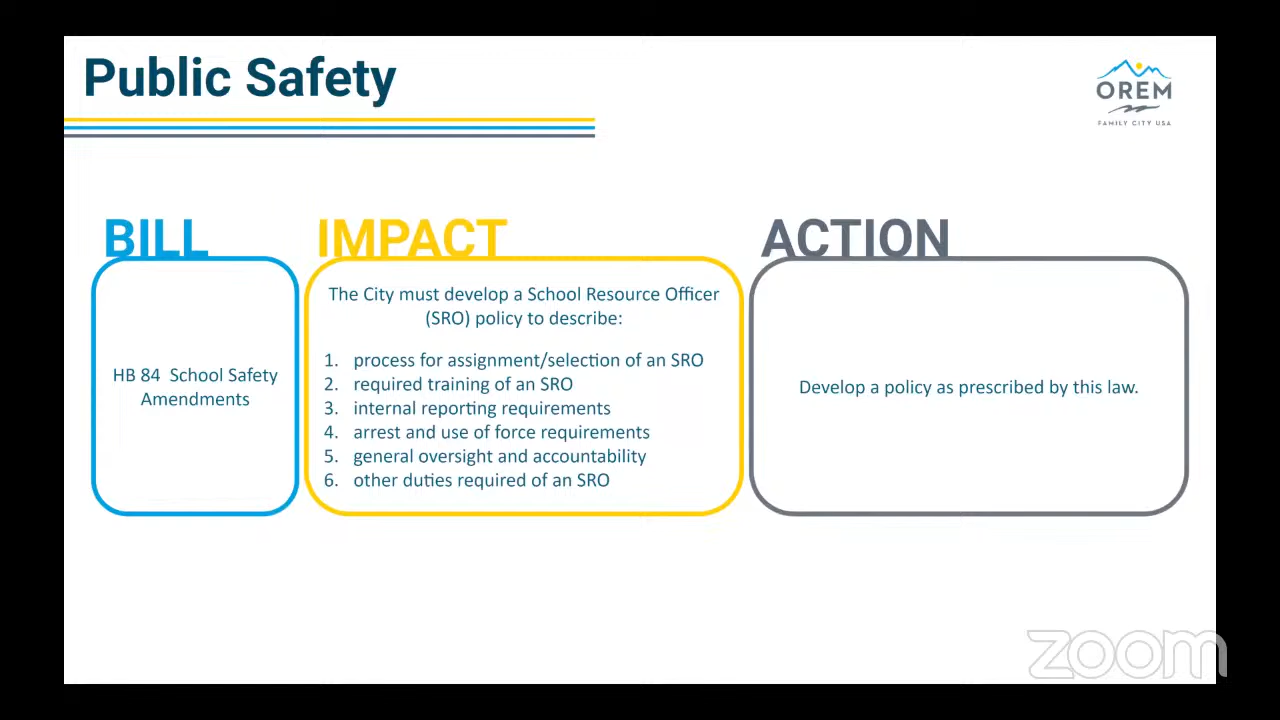 Public Safety
OREM
FAMILY CITY USA
BILL
HB 84 School Safety
Amendments
IMPACT
The City must develop a School Resource Officer
(SRO) policy to describe:
1. process for assignment/selection of an SRO
2. required training of an SRO
3. internal reporting requirements
4. arrest and use of force requirements
5. general oversight and accountability
6. other duties required of an SRO
ACTION
Develop a policy as prescribed by this law.
zoom